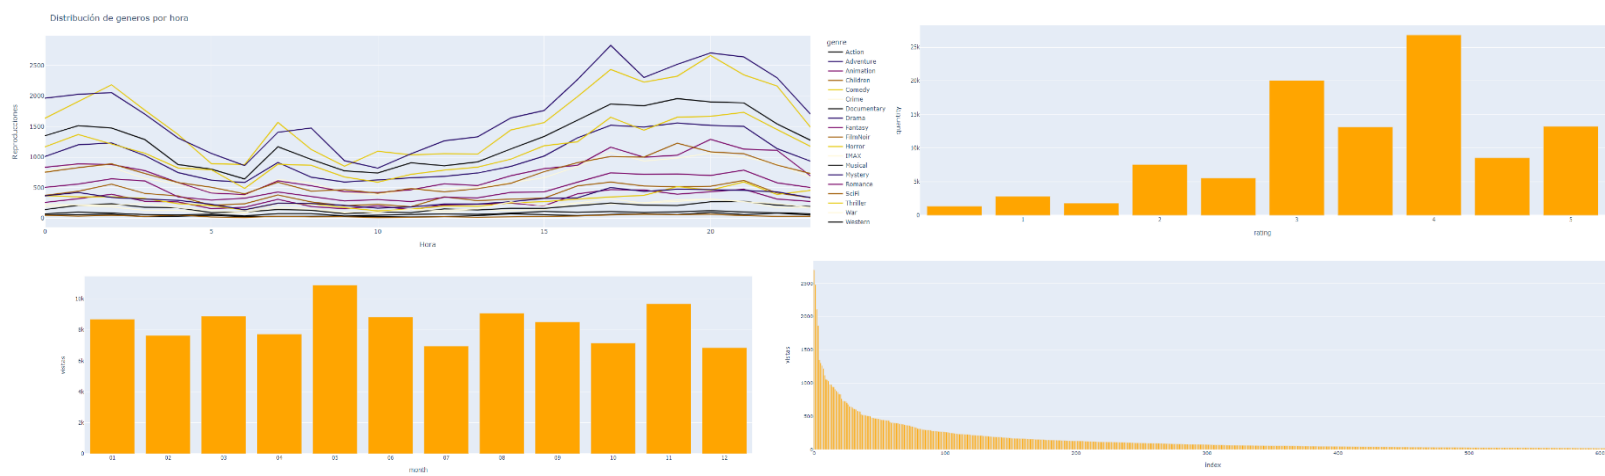 Distribución de generos por hora
2500
2000
1500
1000
500
0
Reproducciones
0 5 10 15 20
Hora
genre
Action
Adventure
Animation
Children
Comedy
Crime
Documentary
Drama
Fantasy
FilmNoir
Horror
IMAX
Musical
Mystery
Romance
SciFi
Thriller
War
Western
25k
20k
15k
10k
5k
0
1 2 3 4 5
rating
10k
8k
6k
4k
2k
0
vistas
01 02 03 04 05 06 07 08 09 10 11 12
month
2500
2000
1500
1000
500
0
vistas
0 100 200 300 400 500 600
Index